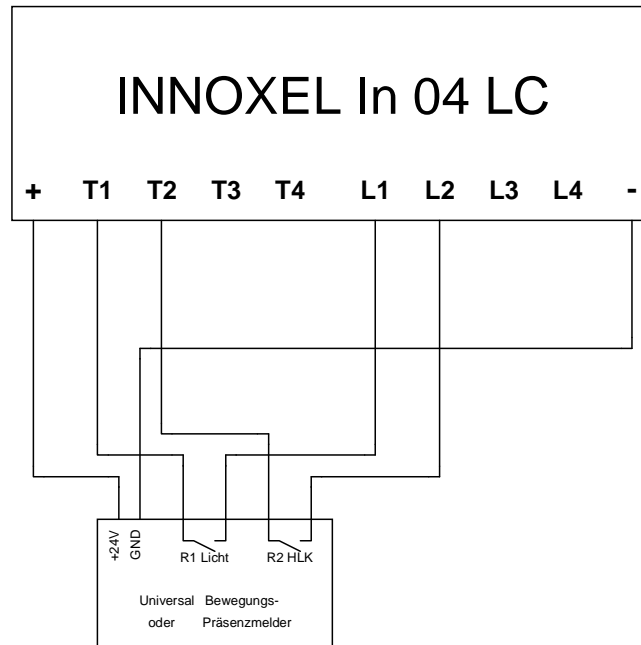 INNOXEL In 04 LC
+ T1 T2 T3 T4 L1 L2 L3 L4 -
+24V
GND
R1 Licht R2 HLK
Universal Bewegungs-
oder Präsenzmelder